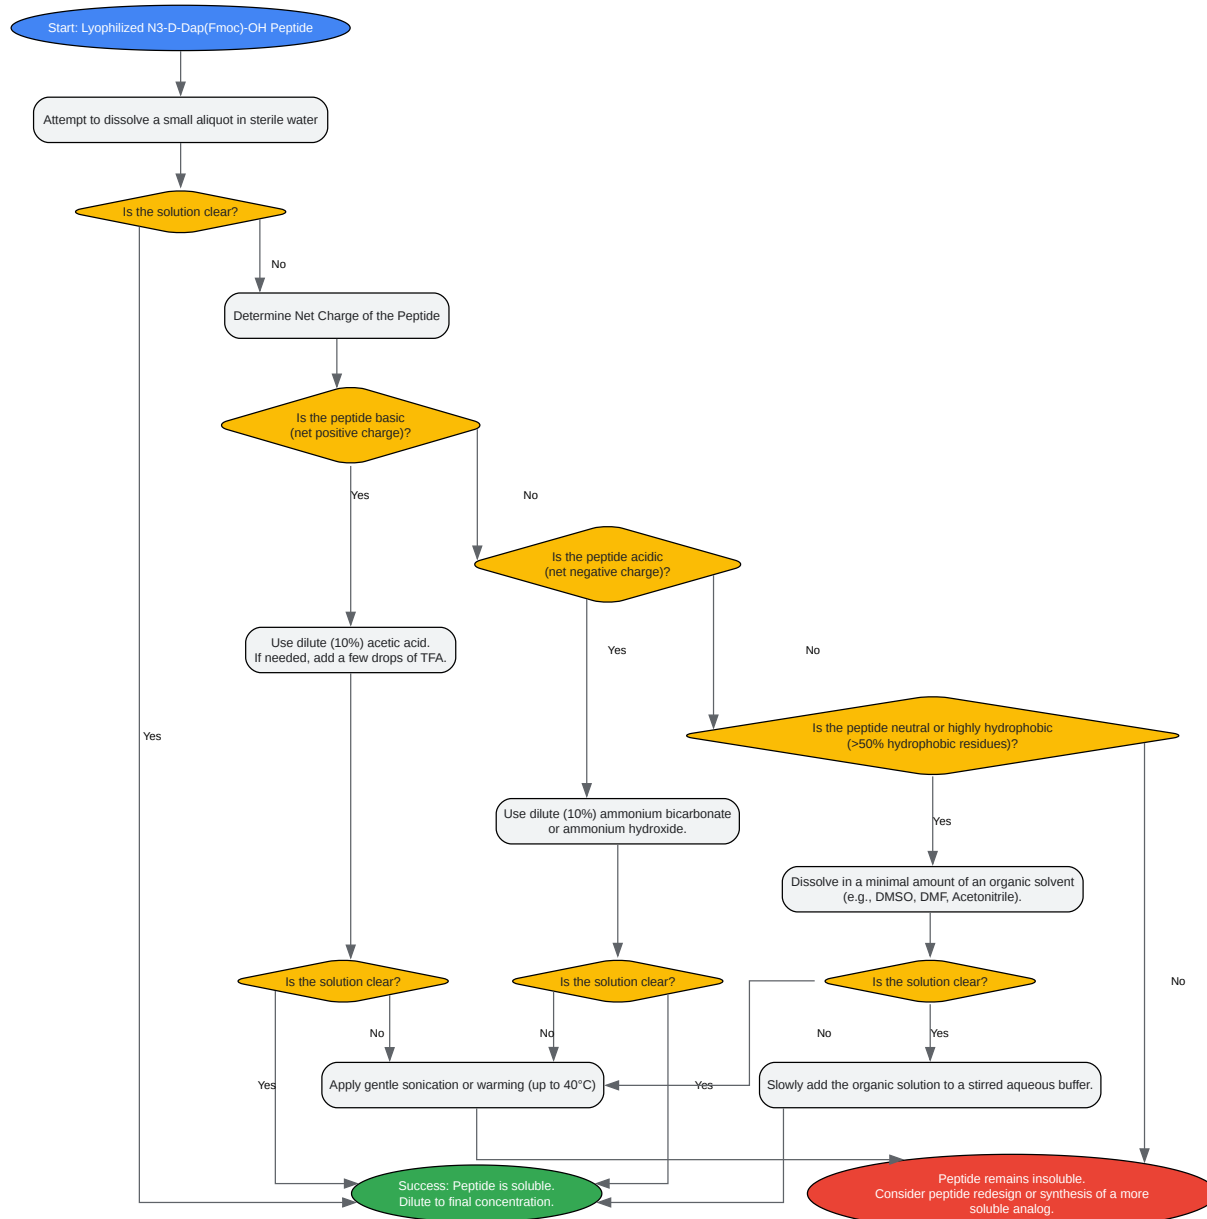 Start: Lyophilized N3-D-Dap(Fmoc)-OH Peptide
Attempt to dissolve a small aliquot in sterile water
Is the solution clear?
No
Determine Net Charge of the Peptide
Is the peptide basic
(net positive charge)?
Yes
No
Is the peptide acidic
(net negative charge)?
Use dilute (10%) acetic acid.
If needed, add a few drops of TFA.
Yes
No
Is the peptide neutral or highly hydrophobic
(>50% hydrophobic residues)?
Yes
Use dilute (10%) ammonium bicarbonate
or ammonium hydroxide.
Yes
Dissolve in a minimal amount of an organic solvent
(e.g., DMSO, DMF, Acetonitrile).
Is the solution clear?
Is the solution clear?
Is the solution clear?
No
No
No
No
Yes
Yes
Apply gentle sonication or warming (up to 40°C)
Yes
Slowly add the organic solution to a stirred aqueous buffer.
Success: Peptide is soluble.
Dilute to final concentration.
Peptide remains insoluble.
Consider peptide redesign or synthesis of a more
soluble analog.